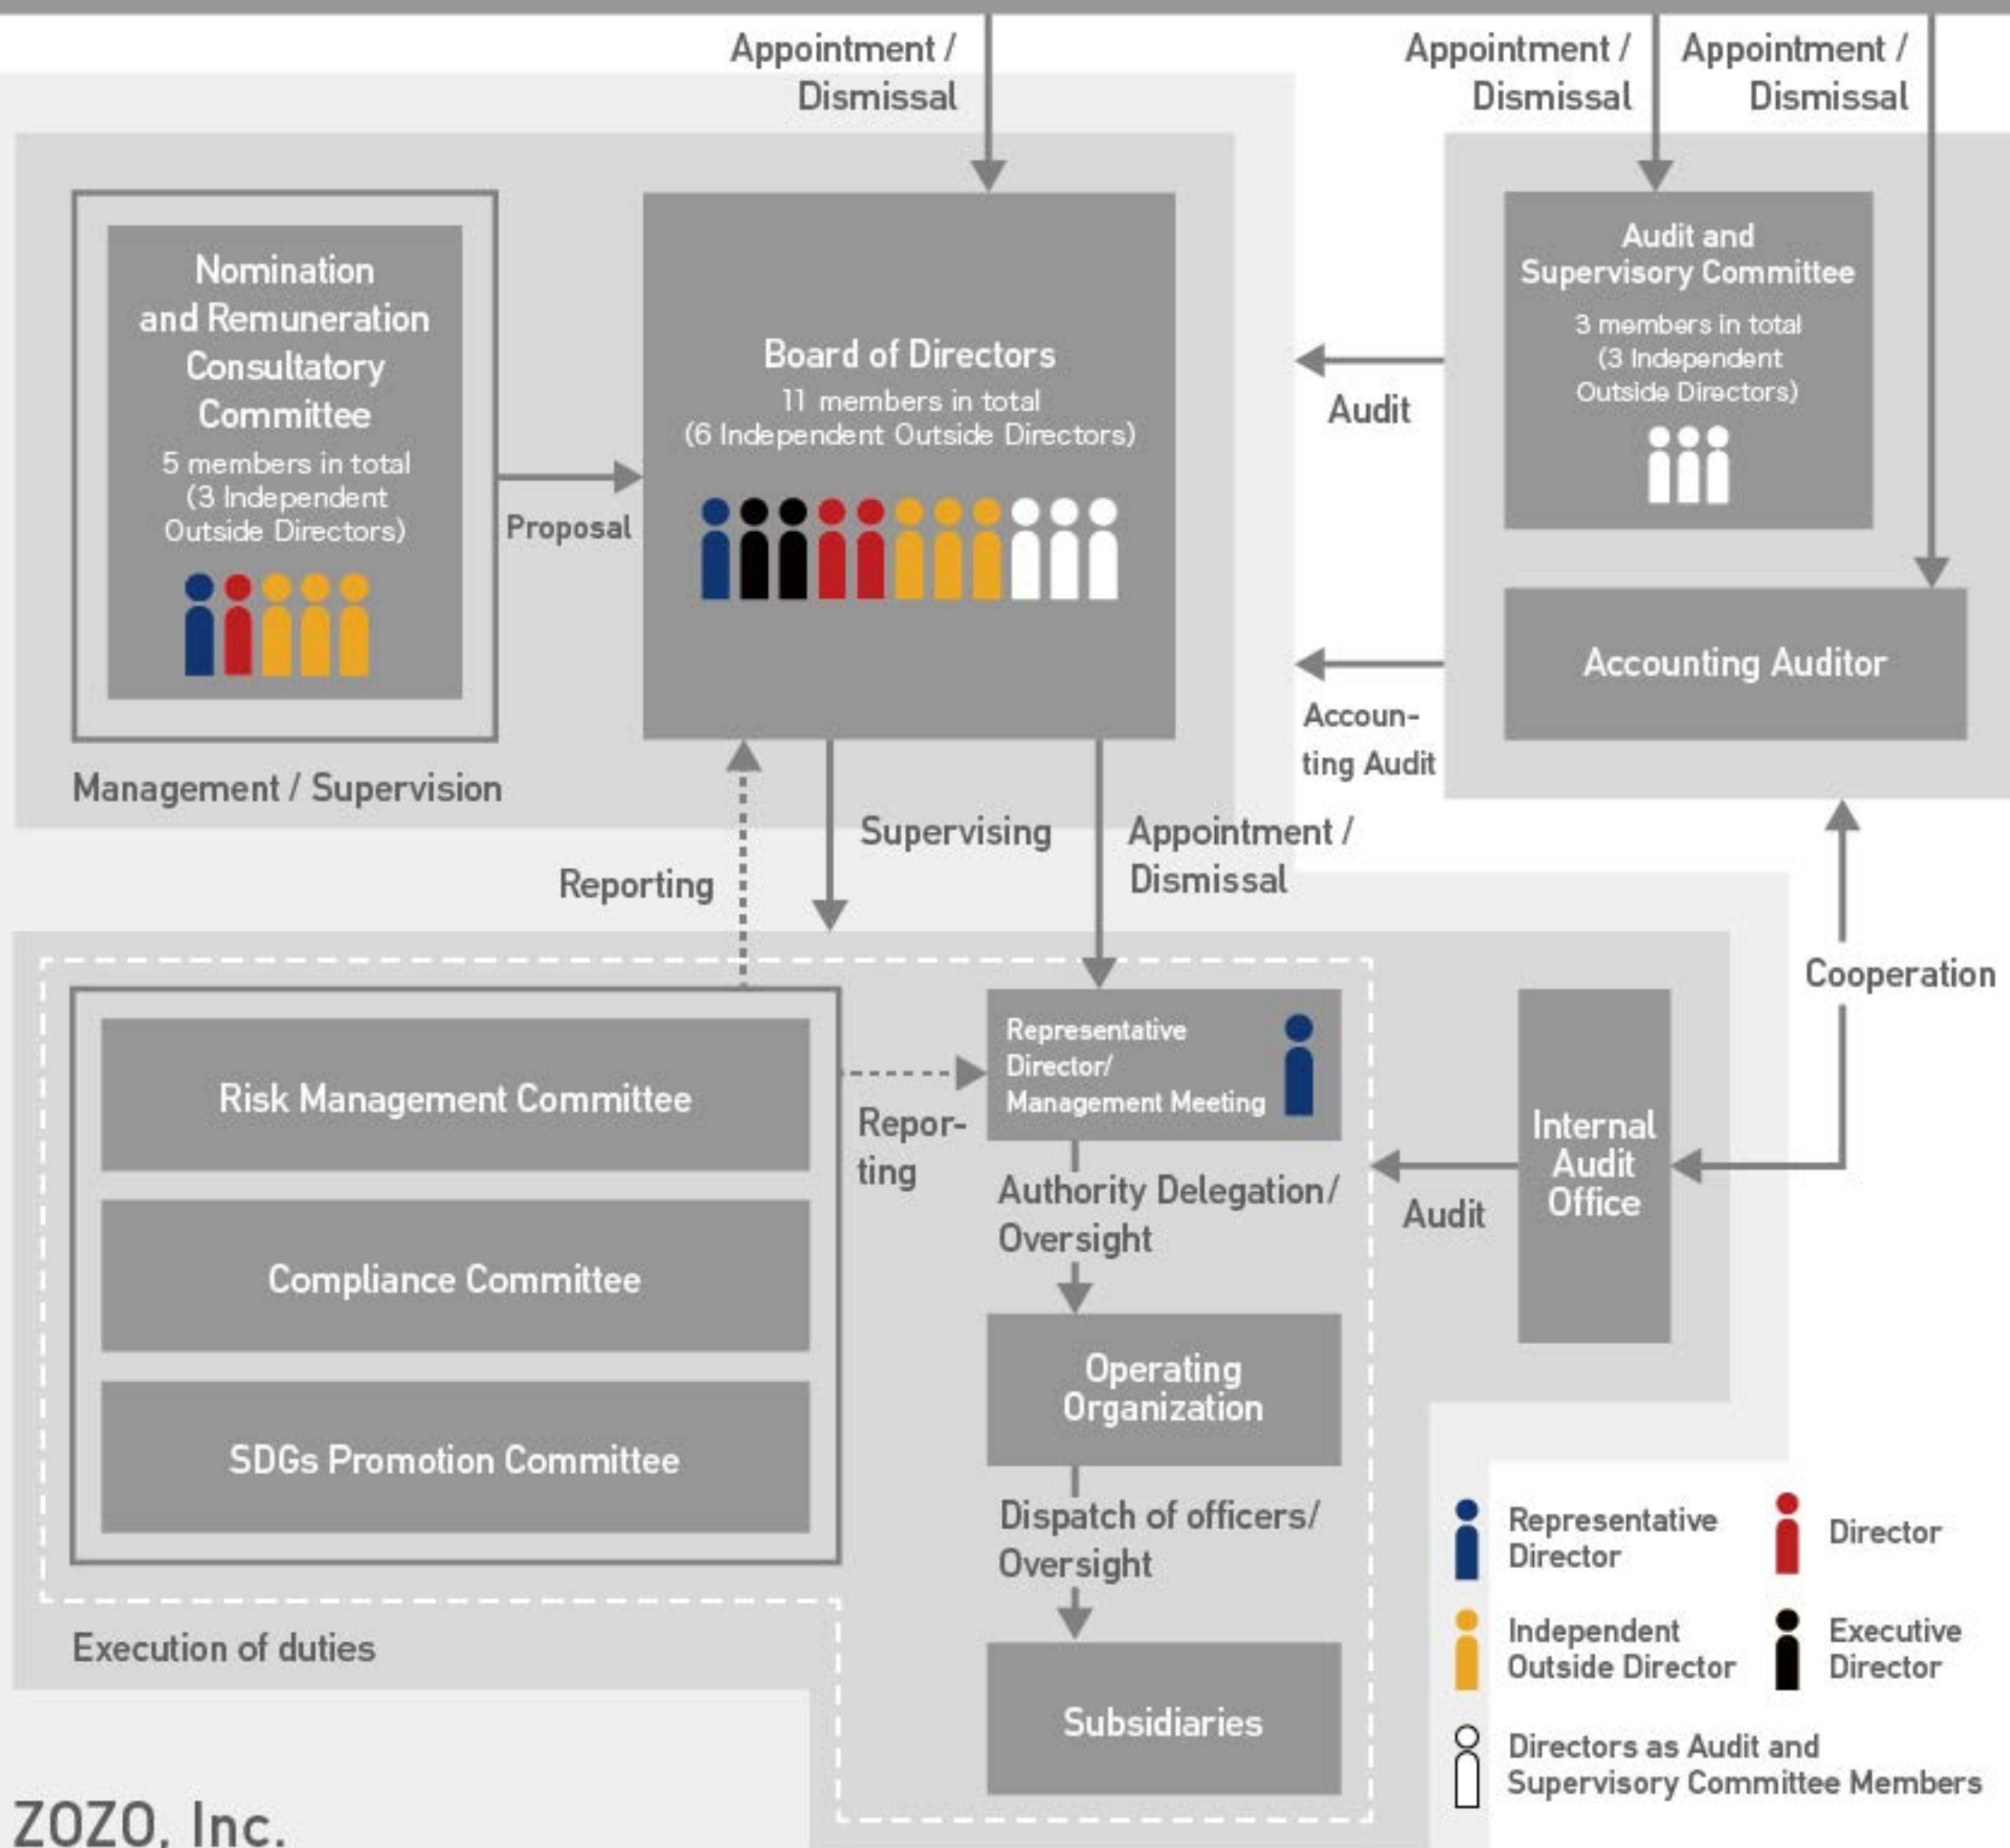 Appointment /
Dismissal
Appointment /
Dismissal
Appointment /
Dismissal
Nomination
and Remuneration
Consultatory
Committee
5 members in total
(3 Independent
Outside Directors)
Management / Supervision
Proposal
Board of Directors
11 members in total
(6 Independent Outside Directors)
Audit
Accoun-
ting Audit
Audit and
Supervisory Committee
3 members in total
(3 Independent
Outside Directors)
Accounting Auditor
Reporting
Supervising
Appointment /
Dismissal
Cooperation
Risk Management Committee
Compliance Committee
SDGs Promotion Committee
Repor-
ting
Representative
Director/
Management Meeting
Authority Delegation/
Oversight
Operating
Organization
Dispatch of officers/
Oversight
Subsidiaries
Audit
Internal
Audit
Office
Execution of duties
Representative
Director
Director
Independent
Outside Director
Executive
Director
Directors as Audit and
Supervisory Committee Members
ZOZO, Inc.